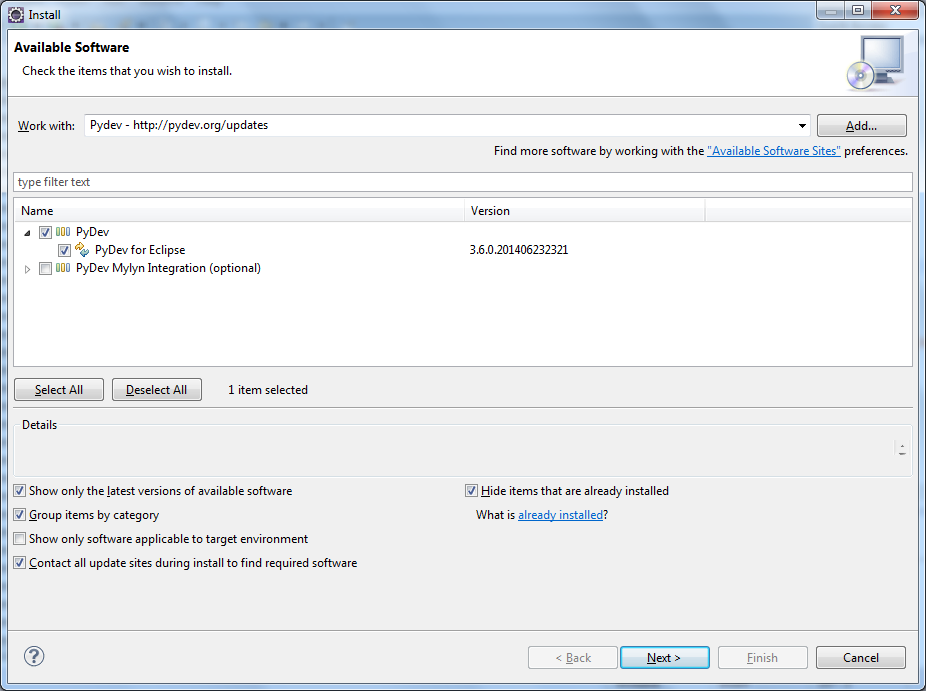 Install
Available Software
Check the items that you wish to install.
Work with: Pydev - http://pydev.org/updates Add...
Find more software by working with the "Available Software Sites" preferences.
type filter text
Name Version
PyDev
PyDev for Eclipse 3.6.0.201406232321
PyDev Mylyn Integration (optional)
Select All Deselect All 1 item selected
Details
Show only the latest versions of available software Hide items that are already installed
Group items by category What is already installed?
Show only software applicable to target environment
Contact all update sites during install to find required software
? < Back Next > Finish Cancel